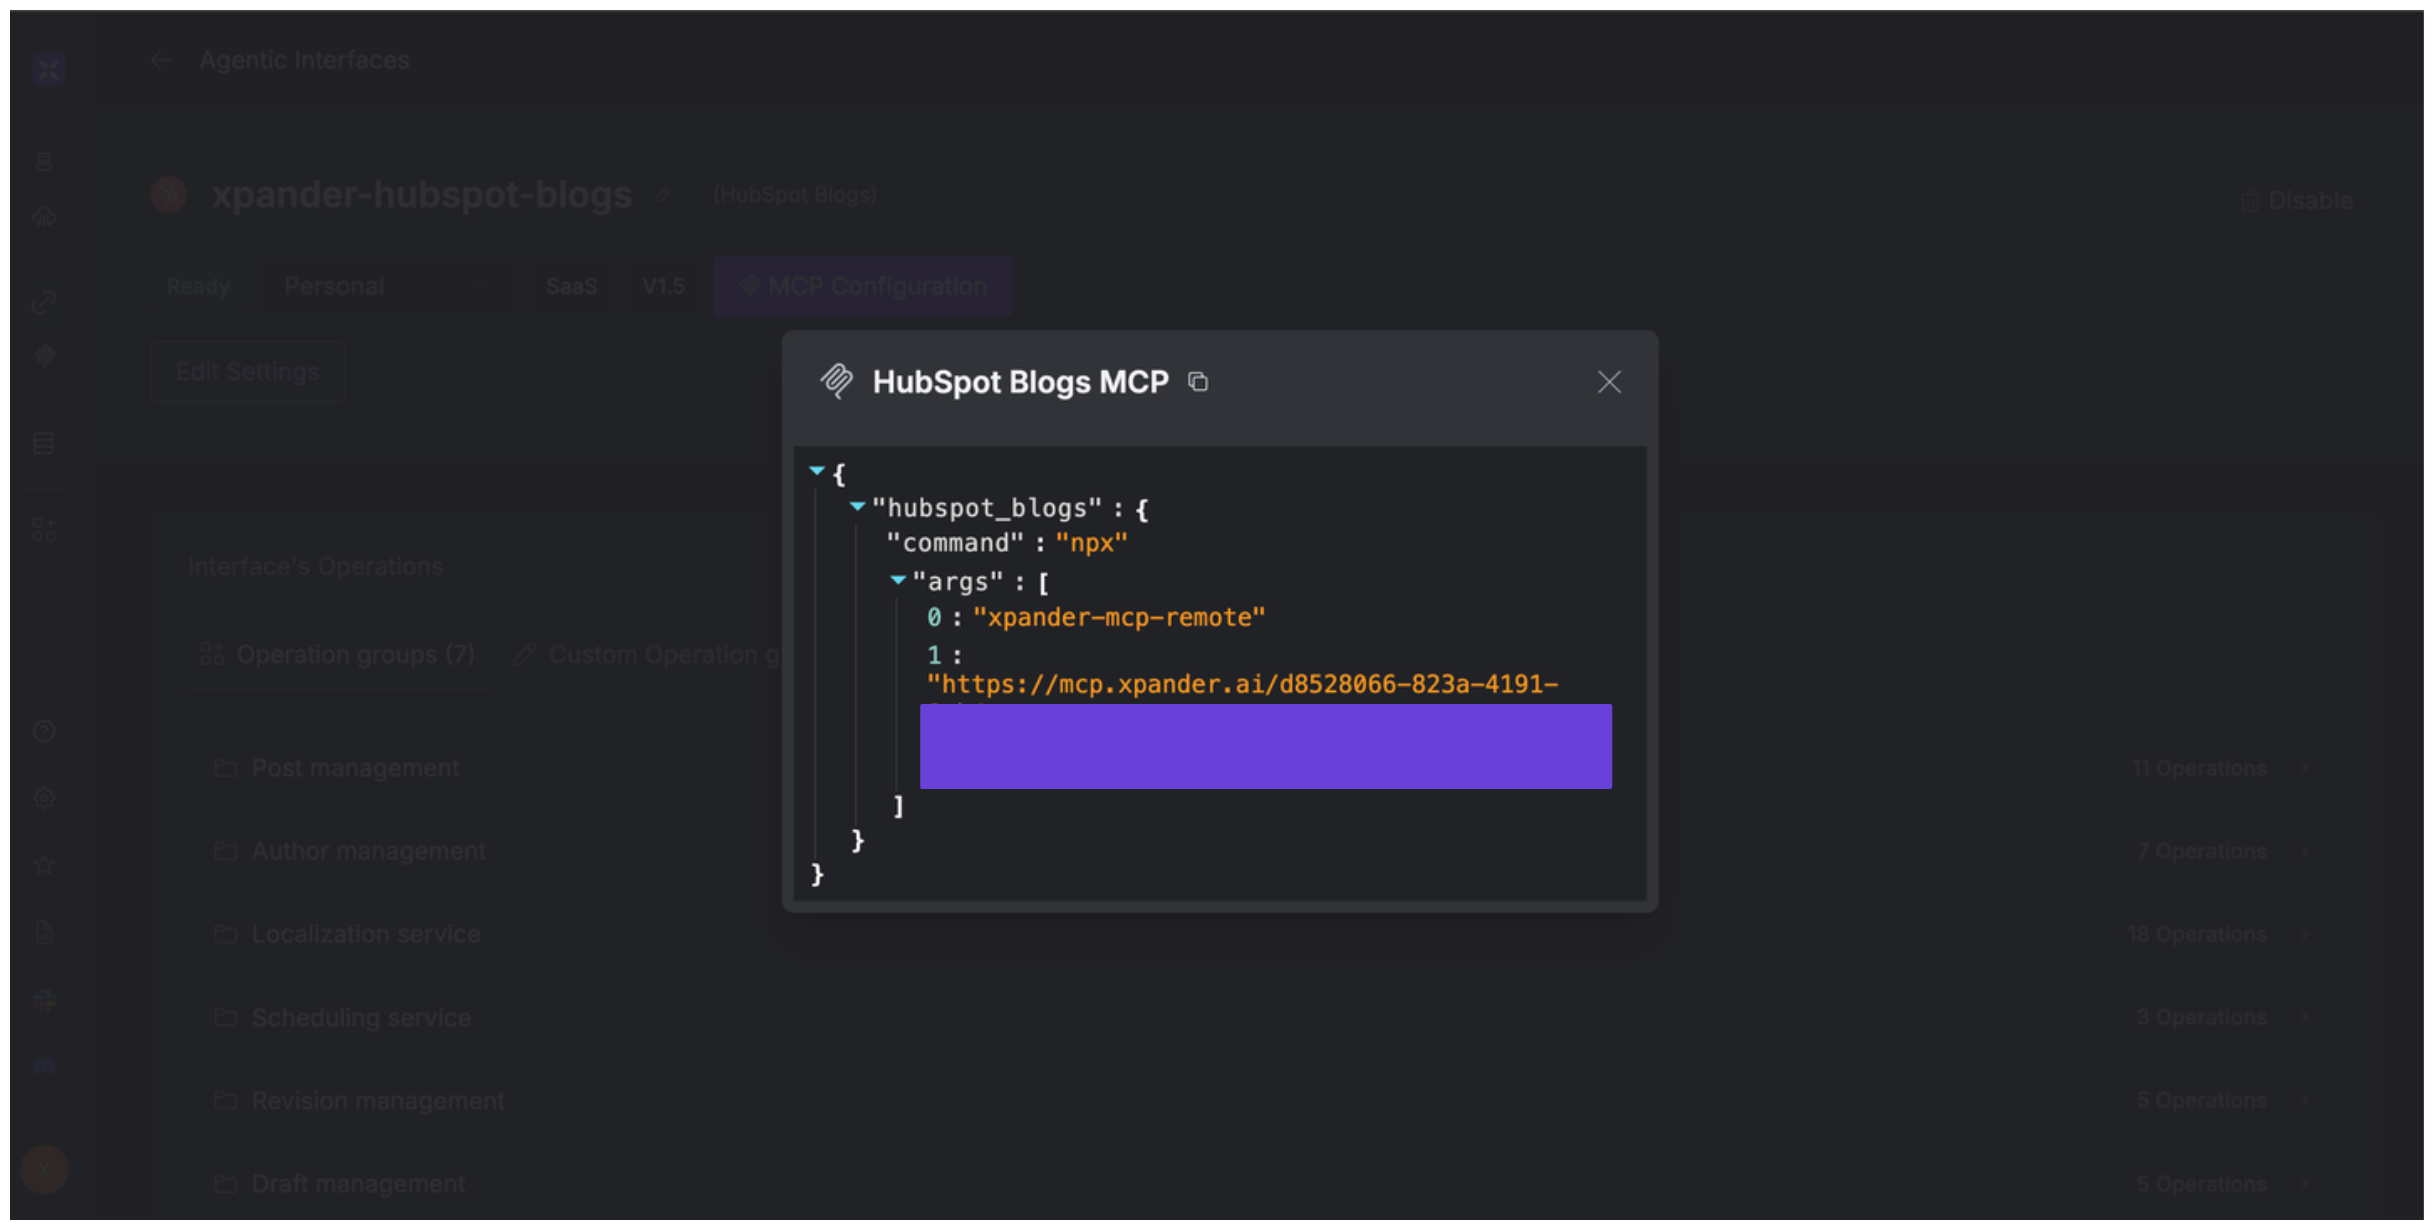 Agentic Interfaces
xpander-hubspot-blogs
(HubSpot Blogs)
Disable
Ready
Personal
SaaS
V1.5
MCP Configuration
Edit Settings
HubSpot Blogs MCP
{
"hubspot_blogs" : {
"command" : "npx"
"args" : [
0 : "xpander-mcp-remote"
1 :
"https://mcp.xpander.ai/d8528066-823a-4191-
]
}
}
Interface's Operations
Operation groups (7)
Custom Operation g
Post management
11 Operations
Author management
7 Operations
Localization service
18 Operations
Scheduling service
3 Operations
Revision management
5 Operations
Draft management
5 Operations